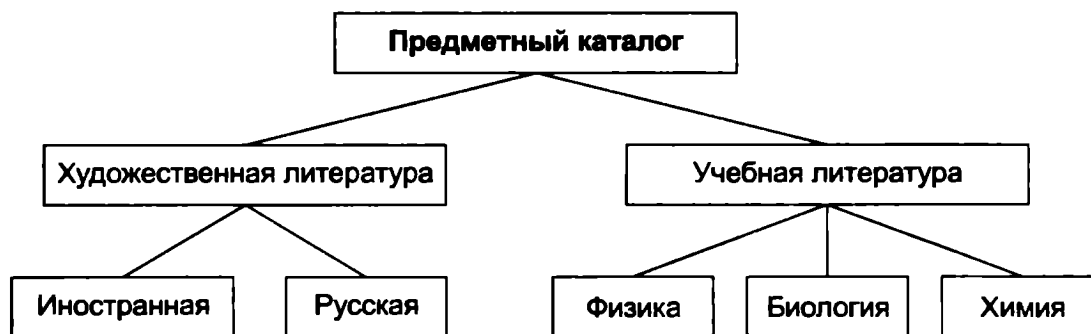 Предметный каталог
Художественная литература
Учебная литература
Иностранная
Русская
Физика
Биология
Химия